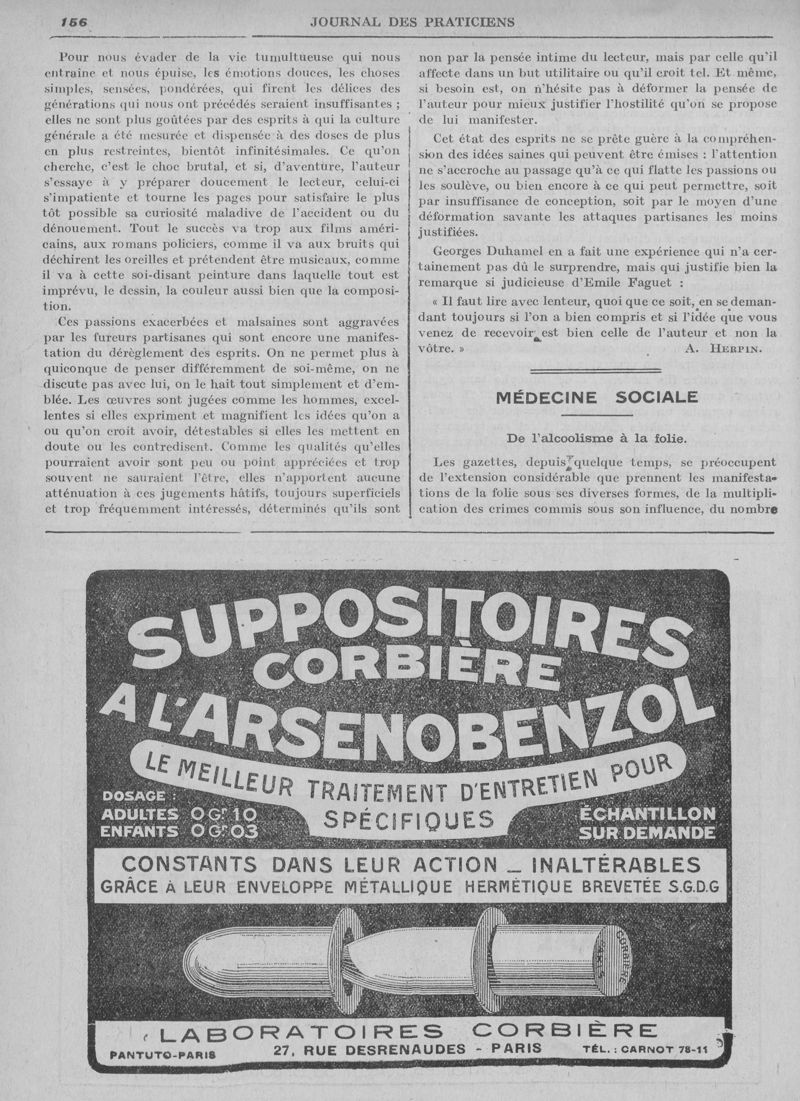 156
JOURNAL DES PRATICIENS
Pour nous évader de la vie tumultueuse qui nous
entraine et nous épuise, les émotions douces, les choses
simples, sensées, pondérées, qui firent les délices des
générations qui nous ont précédés seraient insuffisantes ;
elles ne sont plus goûtées par des esprits à qui la culture
générale a été mesurée et dispensée à des doses de plus
en plus restreintes, bientôt infinitésimales. Ce qu'on
cherche, c'est le choc brutal, et si, d'aventure, l'auteur
s'essaye à y préparer doucement le lecteur, celui-ci
s'impatiente et tourne les pages pour satisfaire le plus
tôt possible sa curiosité maladive de l'accident ou du
dénouement. Tout le succès va trop aux films améri-
cains, aux romans policiers, comme il va aux bruits qui
déchirent les oreilles et prétendent être musicaux, comme
il va à cette soi-disant peinture dans laquelle tout est
imprévu, le dessin, la couleur aussi bien que la composi-
tion.
Ces passions exacerbées et malsaines sont aggravées
par les fureurs partisanes qui sont encore une manifes-
tation du dérèglement des esprits. On ne permet plus à
quiconque de penser différemment de soi-même, on ne
discute pas avec lui, on le hait tout simplement et d'em-
blée. Les œuvres sont jugées comme les hommes, excel-
lentes si elles expriment et magnifient les idées qu'on a
ou qu'on croit avoir, détestables si elles les mettent en
doute ou les contredisent. Comme les qualités qu'elles
pourraient avoir sont peu ou point appréciées et trop
souvent ne sauraient l'être, elles n'apportent aucune
atténuation à ces jugements hâtifs, toujours superficiels
et trop fréquemment intéressés, déterminés qu'ils sont
non par la pensée intime du lecteur, mais par celle qu'il
affecte dans un but utilitaire ou qu'il croit tel. Et même,
si besoin est, on n'hésite pas à déformer la pensée de
l'auteur pour mieux justifier l'hostilité qu'on se propose
de lui manifester.
Cet état des esprits ne se prête guère à la compréhen-
sion des idées saines qui peuvent être émises : l'attention
ne s'accroche au passage qu'à ce qui flatte les passions ou
les soulève, ou bien encore à ce qui peut permettre, soit
par insuffisance de conception, soit par le moyen d'une
déformation savante les attaques partisanes les moins
justifiées.
Georges Duhamel en a fait une expérience qui n'a cer-
tainement pas dû le surprendre, mais qui justifie bien la
remarque si judicieuse d'Emile Faguet :
« Il faut lire avec lenteur, quoi que ce soit, en se deman-
dant toujours si l'on a bien compris et si l'idée que vous
venez de recevoir est bien celle de l'auteur et non la
vôtre. » A. HERPIN.
MÉDECINE SOCIALE
De l'alcoolisme à la folie.
Les gazettes, depuis quelque temps, se préoccupent
de l'extension considérable que prennent les manifesta-
tions de la folie sous ses diverses formes, de la multipli-
cation des crimes commis sous son influence, du nombre
SUPPOSITOIRES
CORBIÈRE
A L'ARSENOBENZOL
LE MEILLEUR TRAITEMENT D'ENTRETIEN POUR
SPÉCIFIQUES
DOSAGE :
ADULTES 0 Gr 10
ENFANTS 0 Gr 03
ÉCHANTILLON
SUR DEMANDE
CONSTANTS DANS LEUR ACTION _ INALTÉRABLES
GRÂCE À LEUR ENVELOPPE MÉTALLIQUE HERMÉTIQUE BREVETÉE S.G.D.G
CORBIÈRE
PARIS
LABORATOIRES CORBIÈRE
PANTUTO-PARIS
27, RUE DESRENAUDES - PARIS
TÉL. : CARNOT 78-11